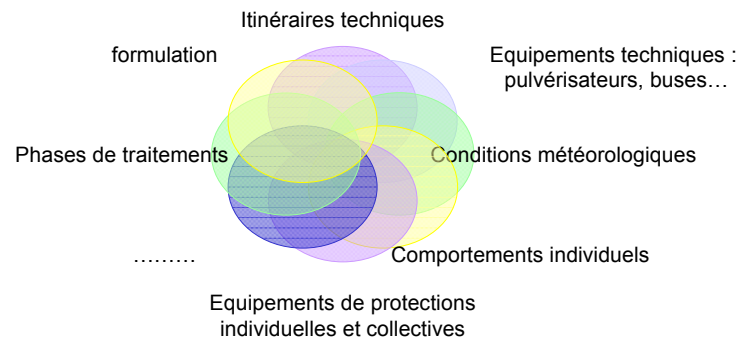 Itinéraires techniques
formulation
Equipements techniques :
pulvérisateurs, buses…
Phases de traitements
Conditions météorologiques
………
Comportements individuels
Equipements de protections
individuelles et collectives